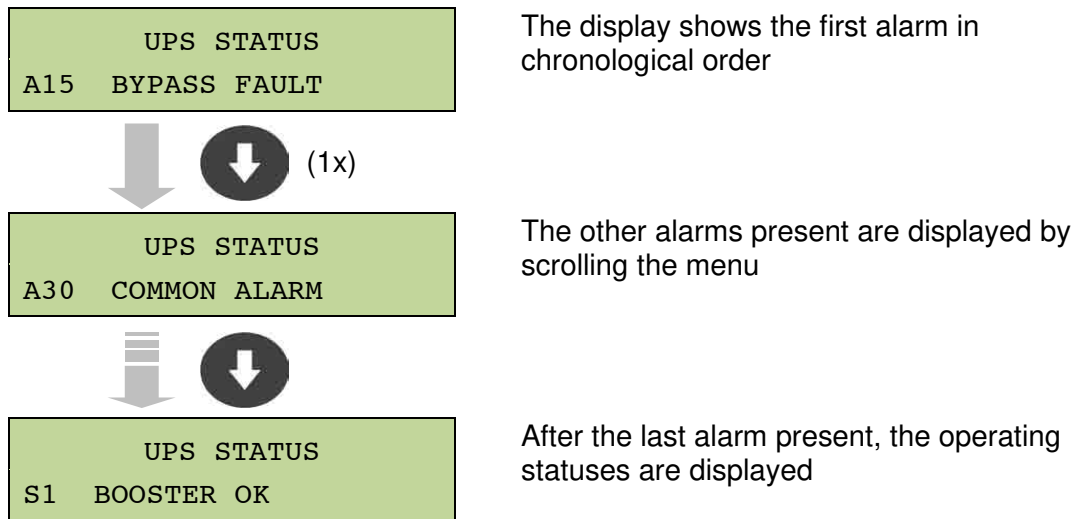 UPS STATUS
A15 BYPASS FAULT
The display shows the first alarm in
chronological order
(1x)
UPS STATUS
A30 COMMON ALARM
The other alarms present are displayed by
scrolling the menu
UPS STATUS
S1 BOOSTER OK
After the last alarm present, the operating
statuses are displayed